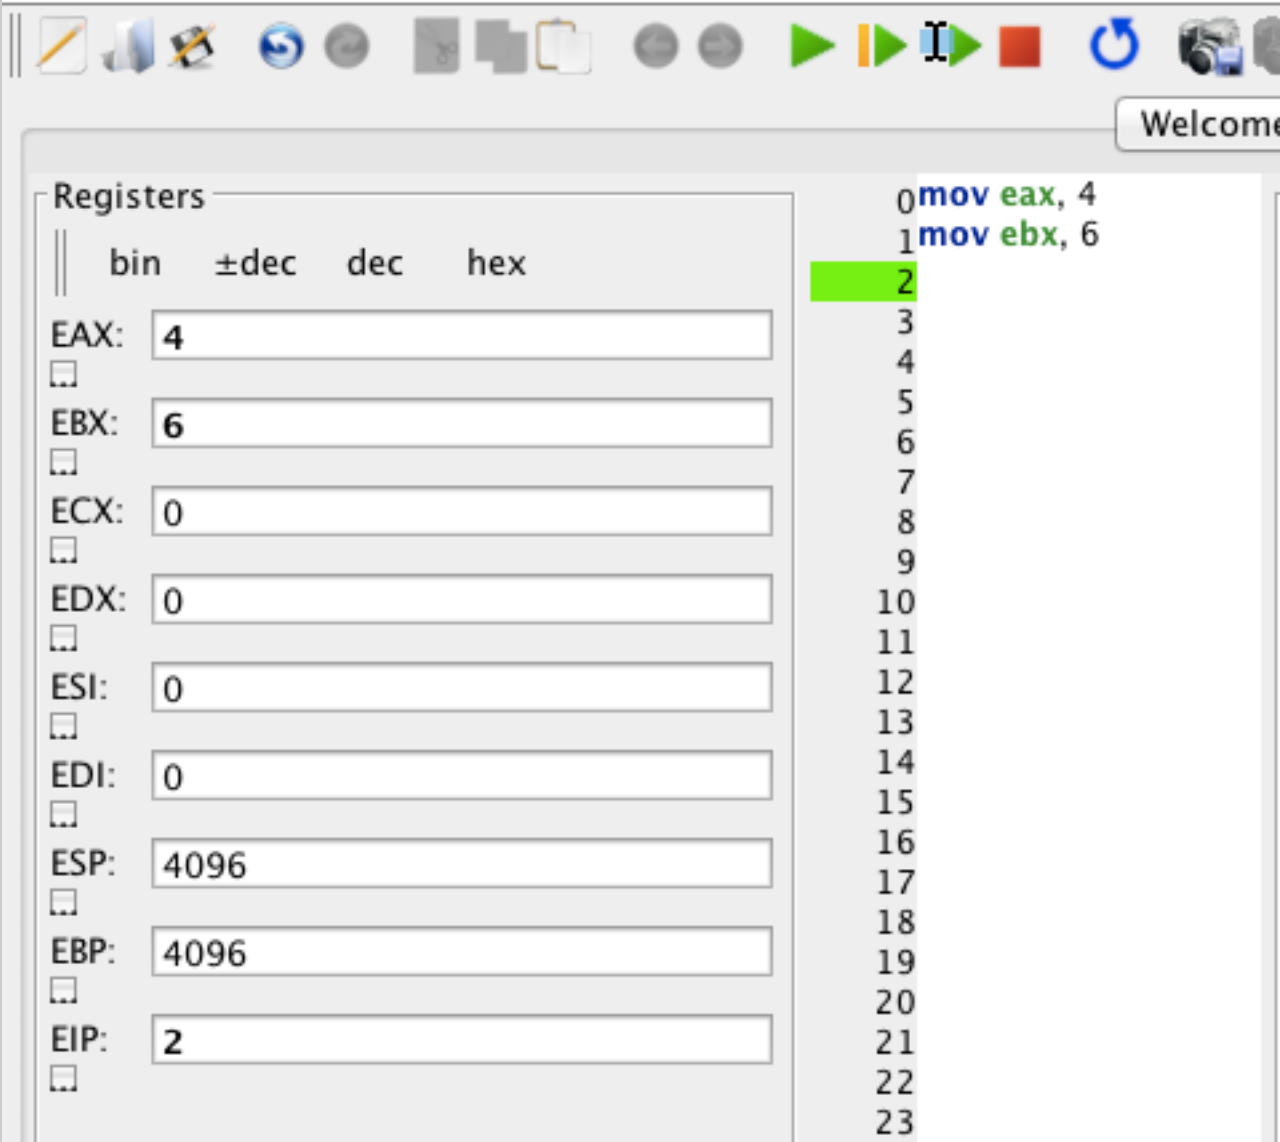 Welcome
Registers
bin ±dec dec hex
EAX: 4
EBX: 6
ECX: 0
EDX: 0
ESI: 0
EDI: 0
ESP: 4096
EBP: 4096
EIP: 2
0 mov eax, 4
1 mov ebx, 6
2
3
4
5
6
7
8
9
10
11
12
13
14
15
16
17
18
19
20
21
22
23